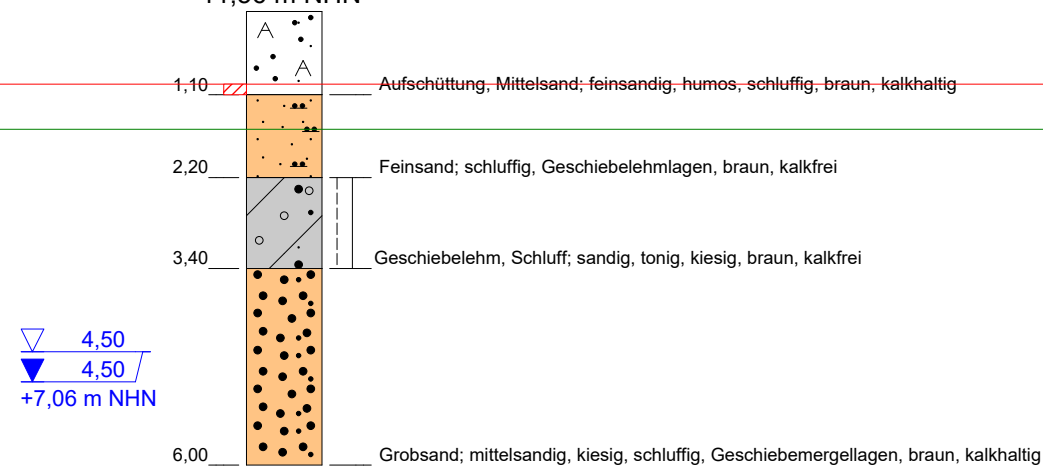 m NHN
1,10 Aufschüttung, Mittelsand; feinsandig, humos, schluffig, braun, kalkhaltig
A
A
2,20 Feinsand; schluffig, Geschiebelehmlagen, braun, kalkfrei
3,40 Geschiebelehm, Schluff; sandig, tonig, kiesig, braun, kalkfrei
4,50
4,50
+7,06 m NHN
6,00 Grobsand; mittelsandig, kiesig, schluffig, Geschiebemergellagen, braun, kalkhaltig